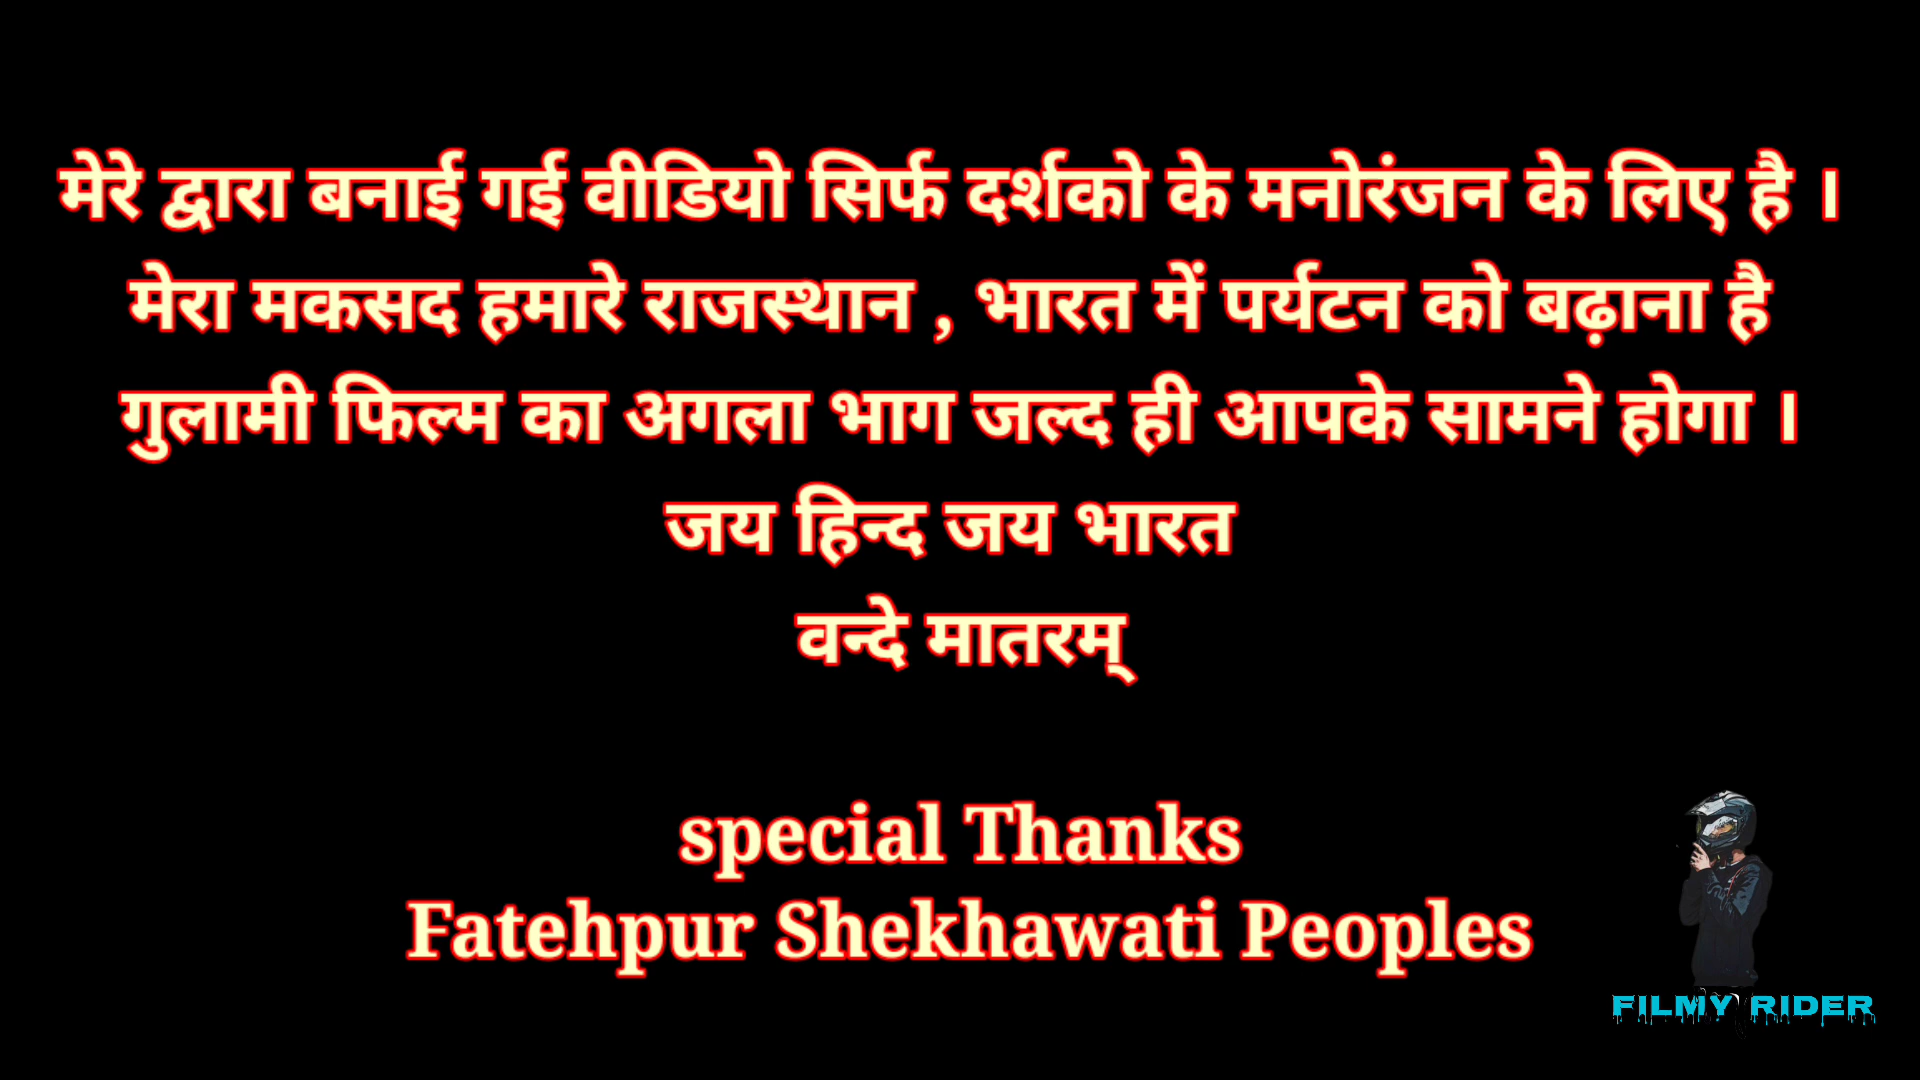 मेरे द्वारा बनाई गई वीडियो सिर्फ दर्शको के मनोरंजन के लिए है ।
मेरा मकसद हमारे राजस्थान , भारत में पर्यटन को बढ़ाना है
गुलामी फिल्म का अगला भाग जल्द ही आपके सामने होगा ।
जय हिन्द जय भारत
वन्दे मातरम्
special Thanks
Fatehpur Shekhawati Peoples
FILMY RIDER